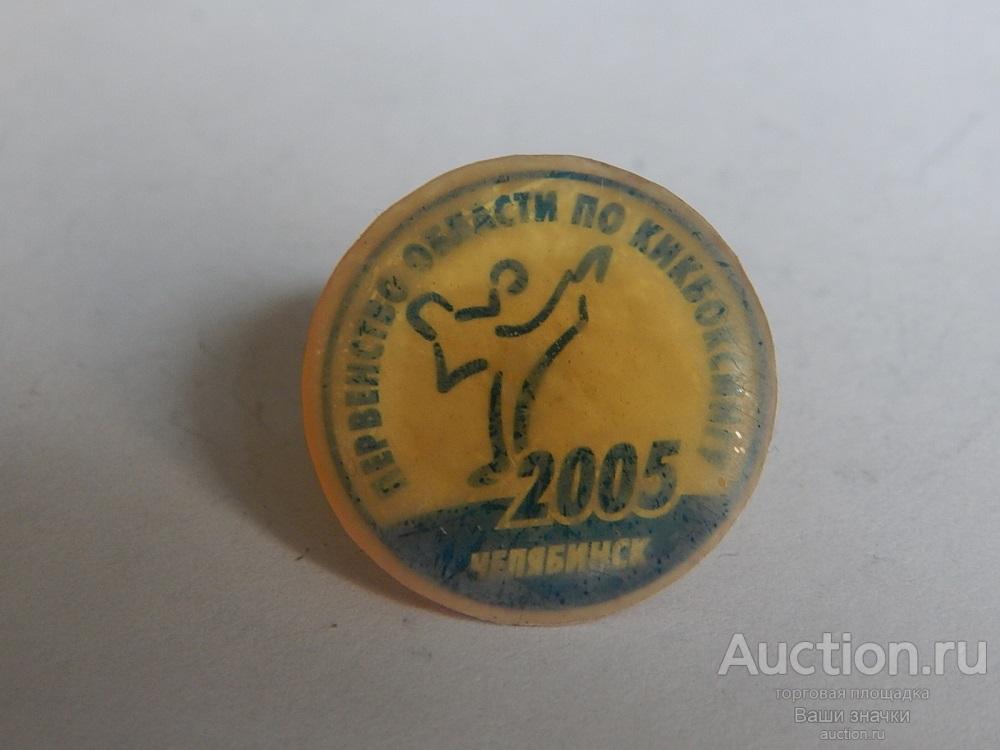 ПЕРВЕНСТВО ОБЛАСТИ ПО КИКБОКСИНГУ
2005
ЧЕЛЯБИНСК
Auction.ru
торговая площадка
Ваши значки
auction.ru